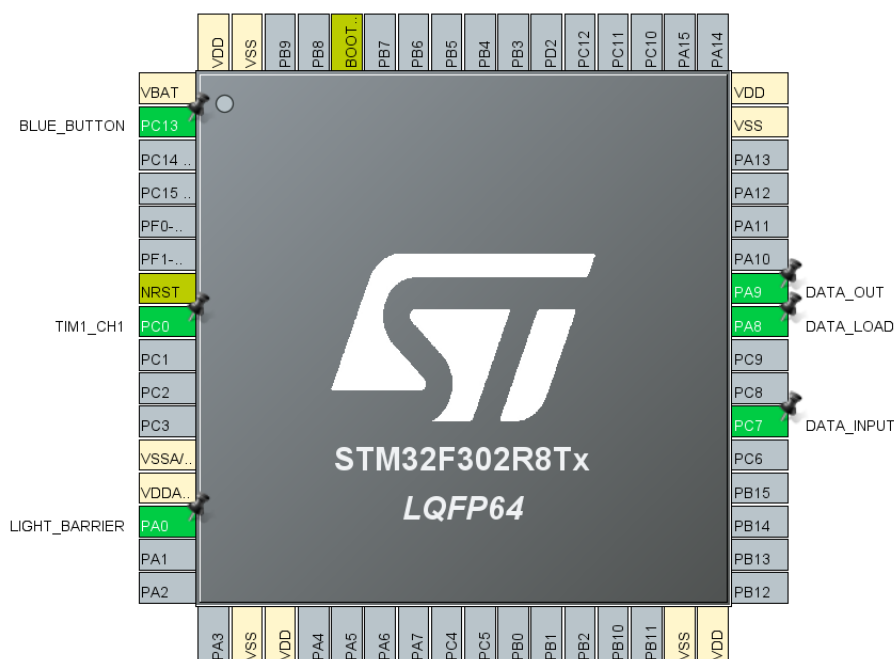 VDD
VSS
PB9
PB8
BOOT..
PB7
PB6
PB5
PB4
PB3
PD2
PC12
PC11
PC10
PA15
PA14
VBAT
BLUE_BUTTON PC13
PC14 ..
PC15 ..
PF0-..
PF1-..
NRST
TIM1_CH1 PC0
PC1
PC2
PC3
VSSA/..
VDDA..
LIGHT_BARRIER PA0
PA1
PA2
ST
STM32F302R8Tx
LQFP64
VDD
VSS
PA13
PA12
PA11
PA10
PA9 DATA_OUT
PA8 DATA_LOAD
PC9
PC8
PC7 DATA_INPUT
PC6
PB15
PB14
PB13
PB12
PA3
VSS
VDD
PA4
PA5
PA6
PA7
PC4
PC5
PB0
PB1
PB2
PB10
PB11
VSS
VDD